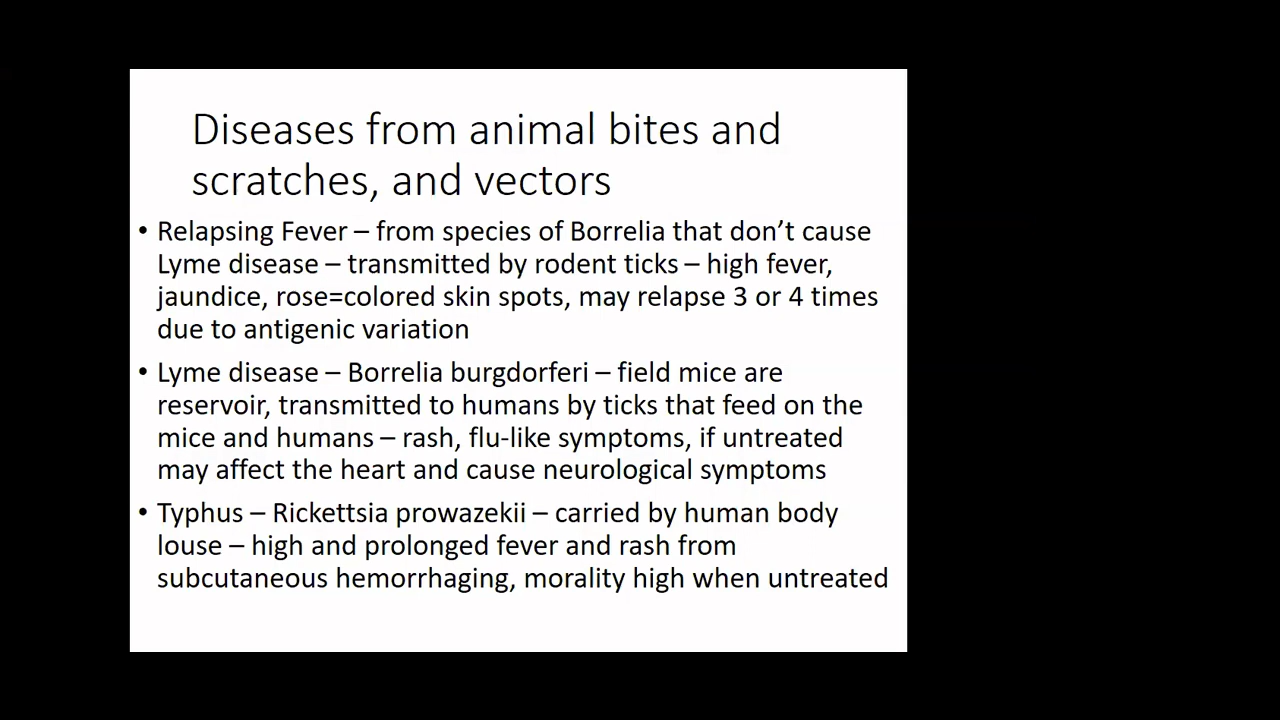 Diseases from animal bites and
scratches, and vectors
• Relapsing Fever – from species of Borrelia that don’t cause
Lyme disease – transmitted by rodent ticks – high fever,
jaundice, rose=colored skin spots, may relapse 3 or 4 times
due to antigenic variation
• Lyme disease – Borrelia burgdorferi – field mice are
reservoir, transmitted to humans by ticks that feed on the
mice and humans – rash, flu-like symptoms, if untreated
may affect the heart and cause neurological symptoms
• Typhus – Rickettsia prowazekii – carried by human body
louse – high and prolonged fever and rash from
subcutaneous hemorrhaging, morality high when untreated